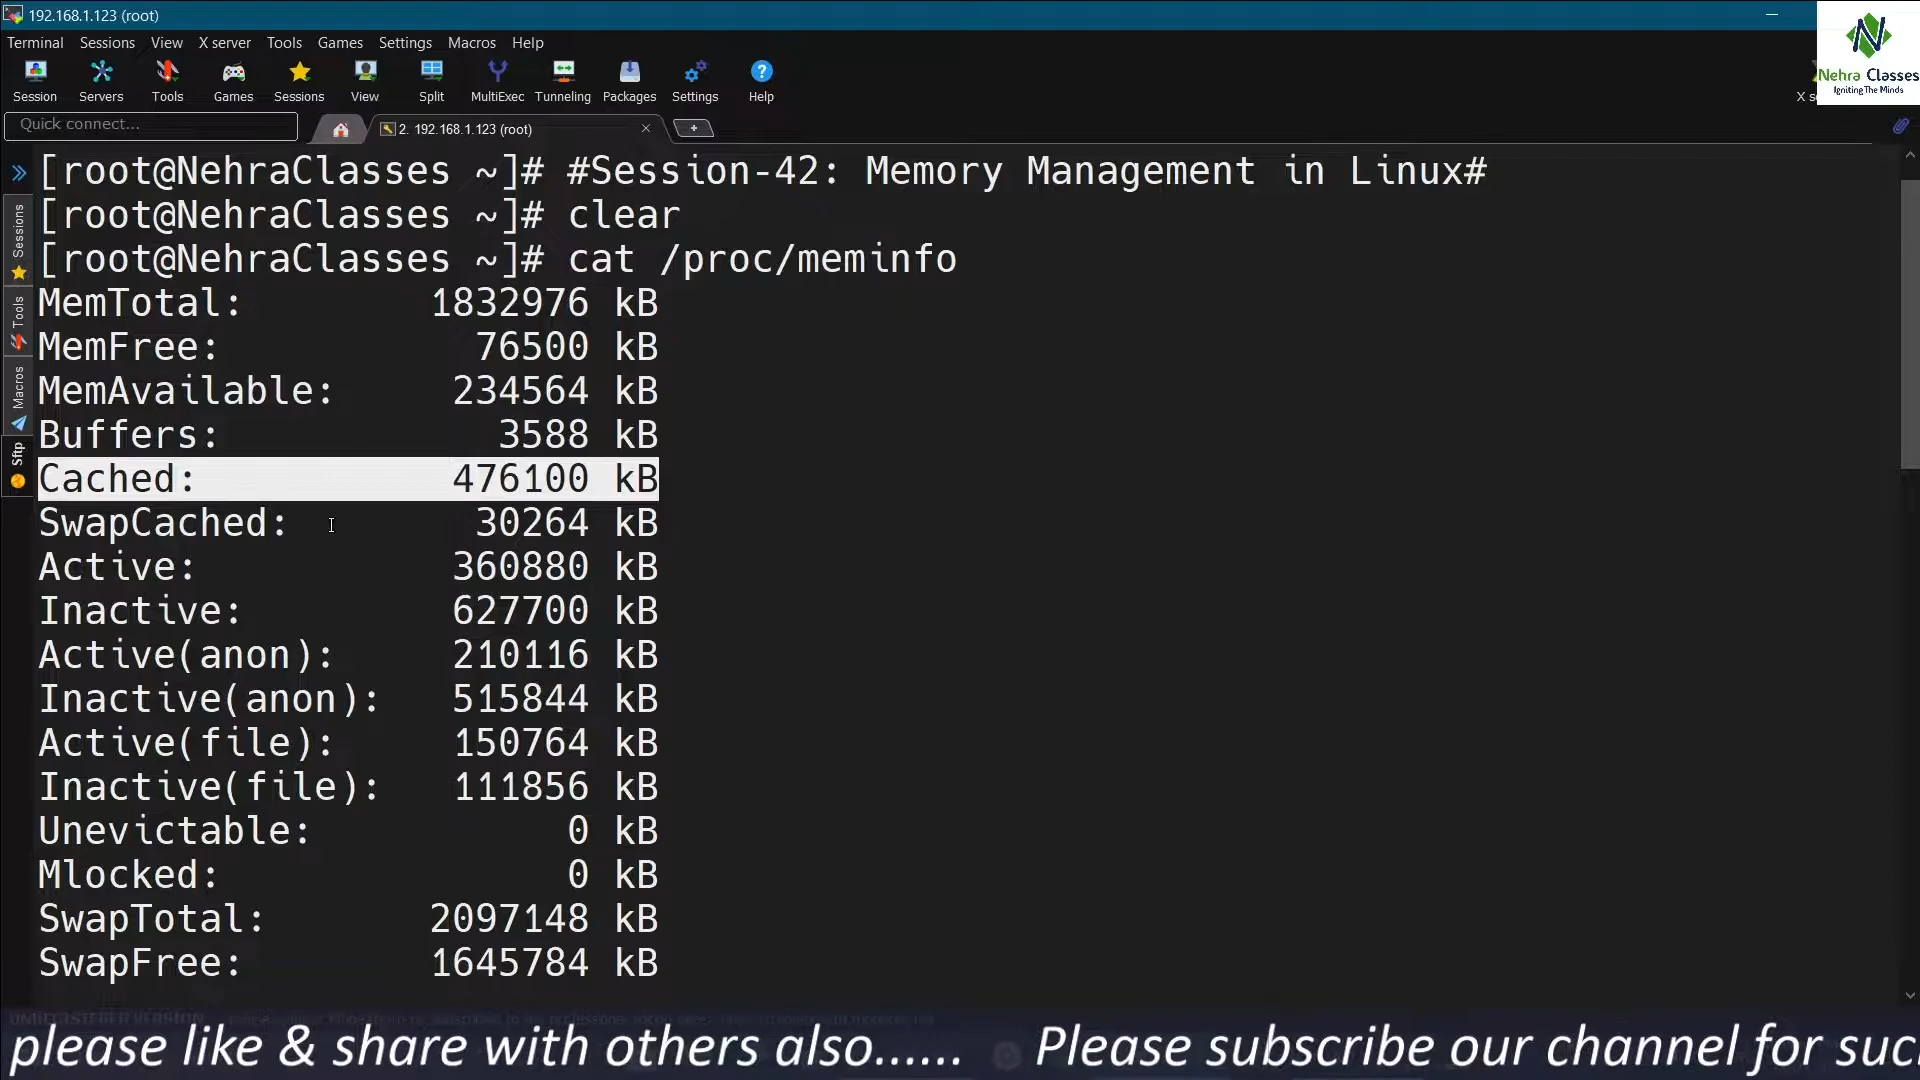 192.168.1.123 (root)
Terminal Sessions View X server Tools Games Settings Macros Help
Session Servers Tools Games Sessions View Split MultiExec Tunneling Packages Settings Help
X se
Nehra Classes
Igniting The Minds
Quick connect...
2. 192.168.1.123 (root)
Sessions
Tools
Macros
Sftp
[root@NehraClasses ~]# #Session-42: Memory Management in Linux#
[root@NehraClasses ~]# clear
[root@NehraClasses ~]# cat /proc/meminfo
MemTotal: 1832976 kB
MemFree: 76500 kB
MemAvailable: 234564 kB
Buffers: 3588 kB
Cached: 476100 kB
SwapCached: 30264 kB
Active: 360880 kB
Inactive: 627700 kB
Active(anon): 210116 kB
Inactive(anon): 515844 kB
Active(file): 150764 kB
Inactive(file): 111856 kB
Unevictable: 0 kB
Mlocked: 0 kB
SwapTotal: 2097148 kB
SwapFree: 1645784 kB
UNREGISTERED VERSION
please like & share with others also...... Please subscribe our channel for suc